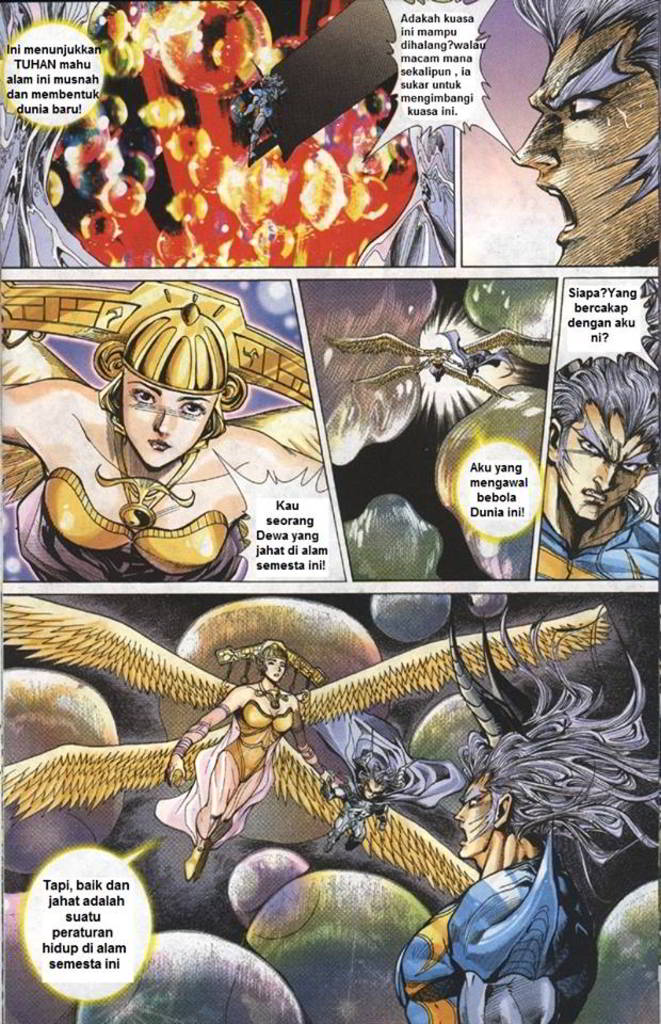 Ini menunjukkan
TUHAN mahu
alam ini musnah
dan membentuk
dunia baru!
Adakah kuasa
ini mampu
dihalang?walau
macam mana
sekalipun , ia
sukar untuk
mengimbangi
kuasa ini.
Kau
seorang
Dewa yang
jahat di alam
semesta ini!
Aku yang
mengawal
bebola
Dunia ini!
Siapa?Yang
bercakap
dengan aku
ni?
Tapi, baik dan
jahat adalah
suatu
peraturan
hidup di alam
semesta ini